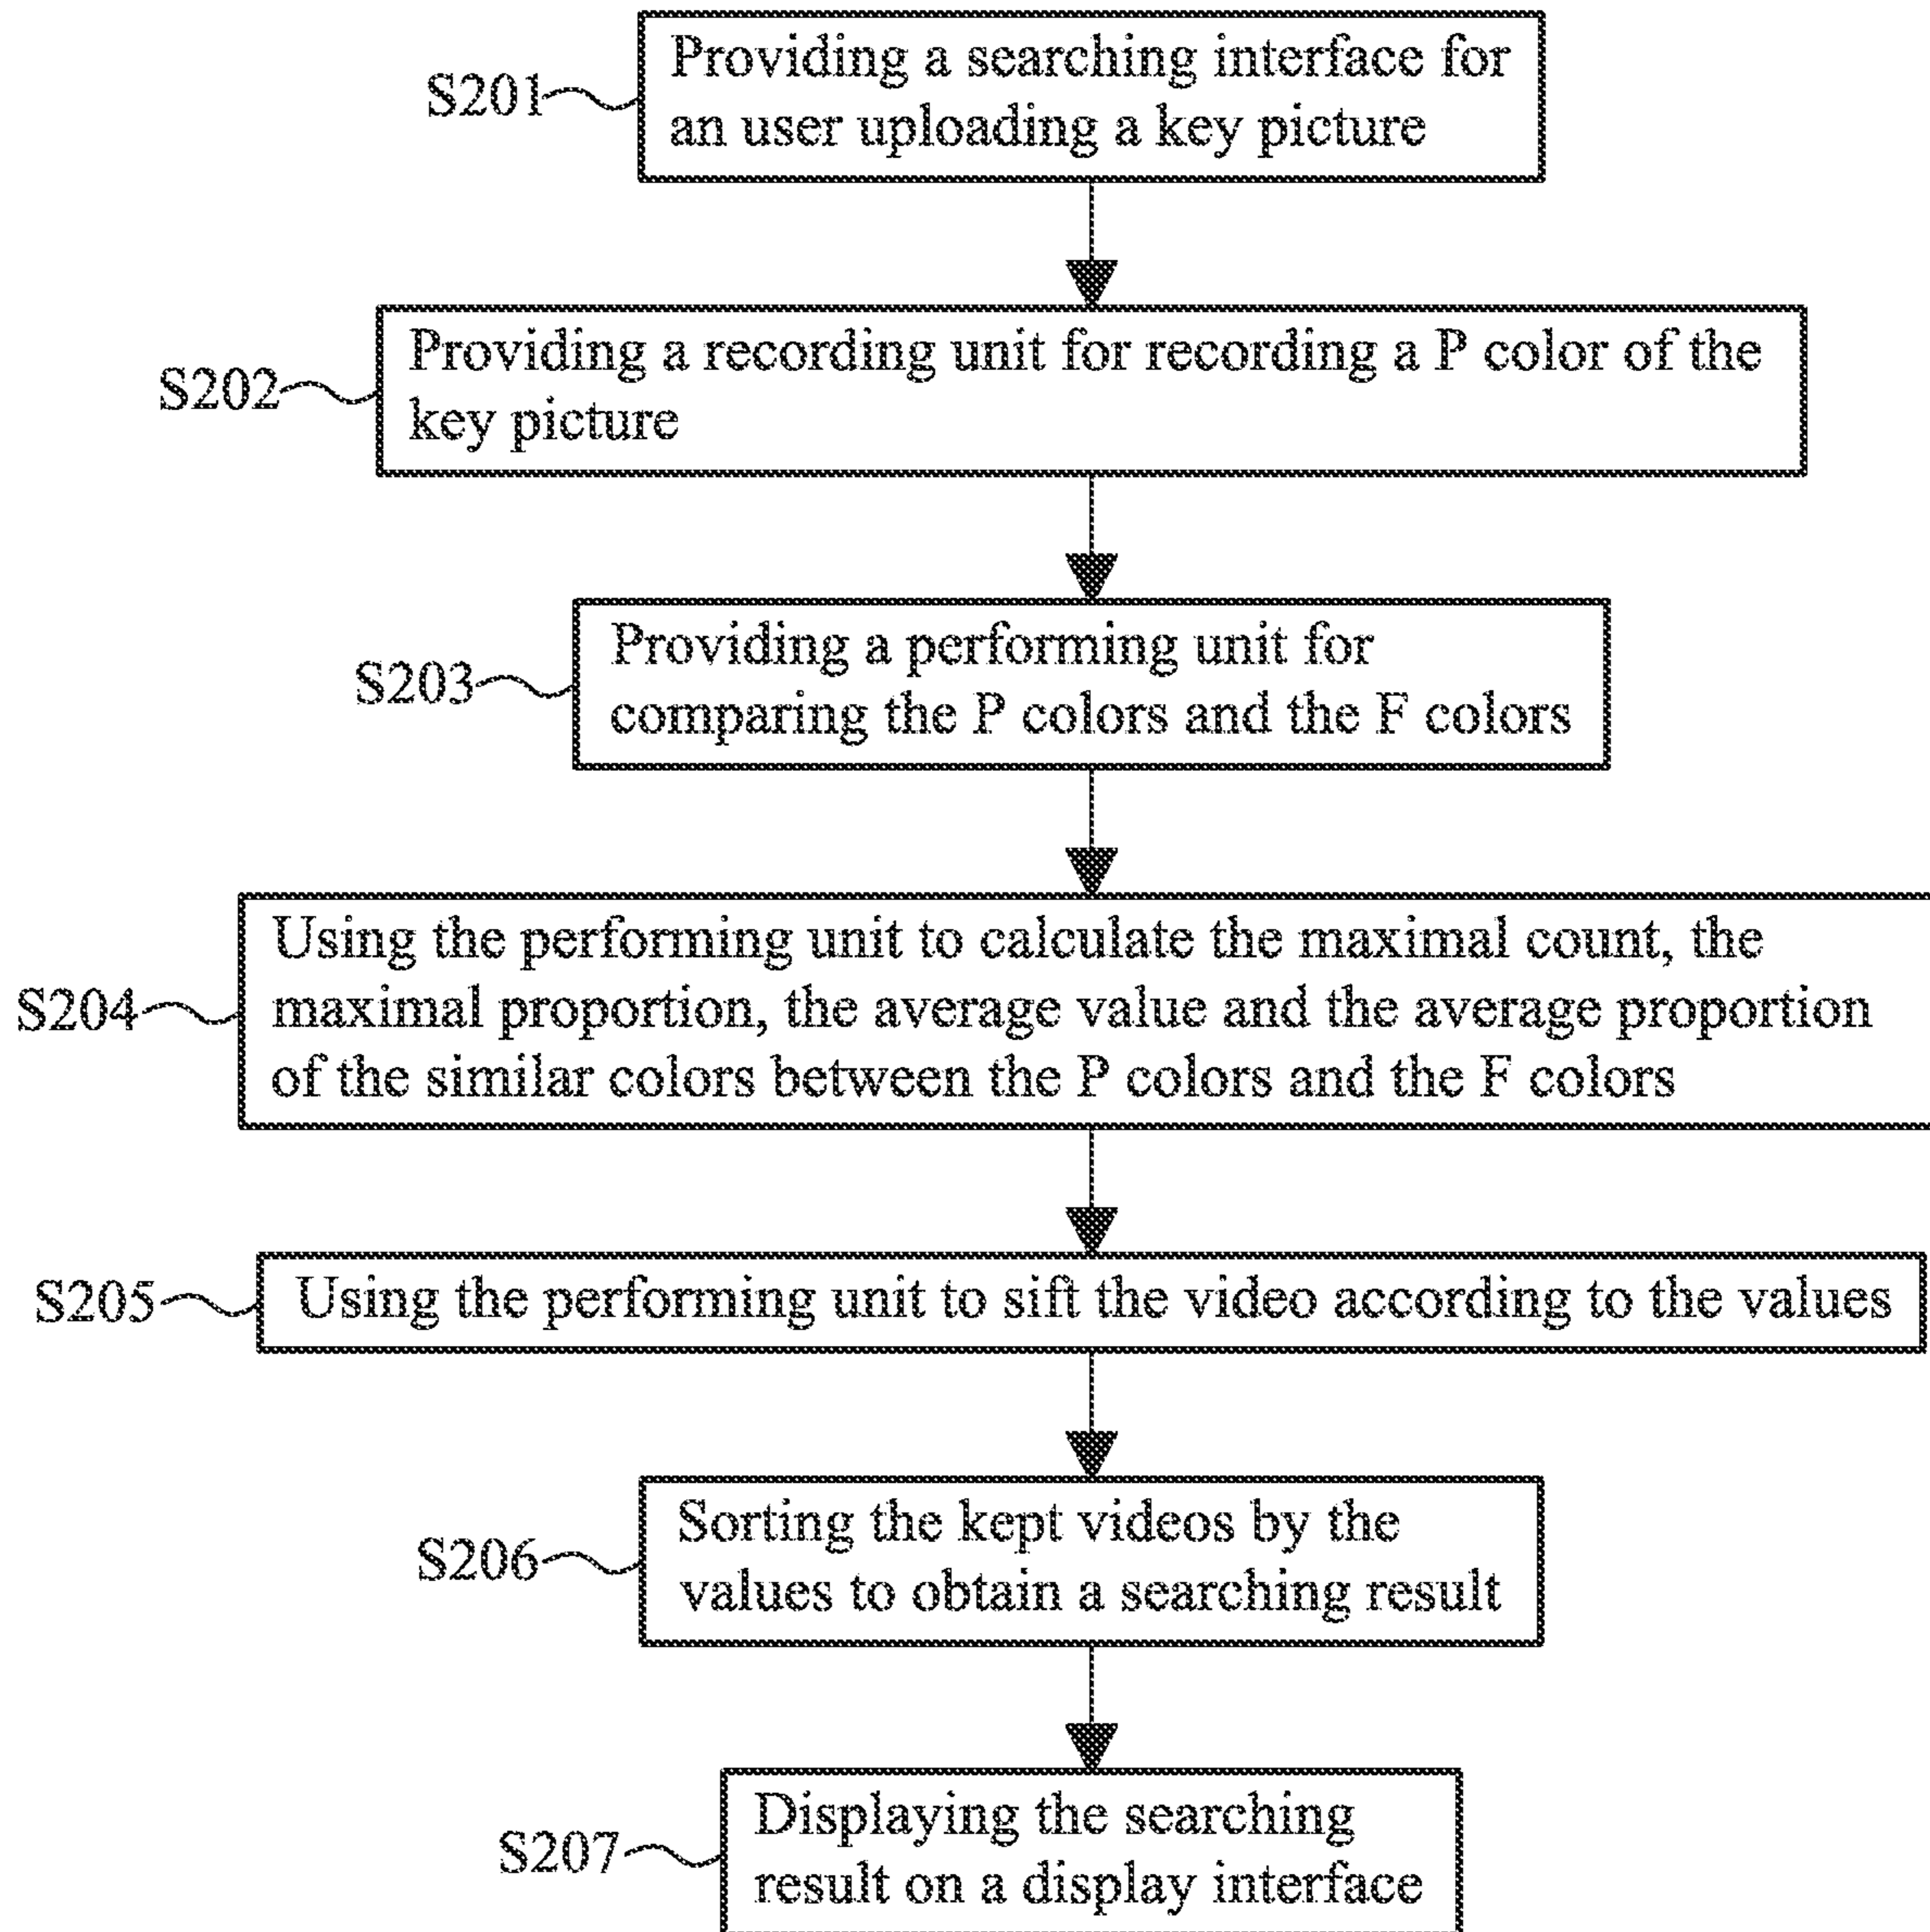 S201
Providing a searching interface for
an user uploading a key picture
S202
Providing a recording unit for recording a P color of the
key picture
S203
Providing a performing unit for
comparing the P colors and the F colors
S204
Using the performing unit to calculate the maximal count, the
maximal proportion, the average value and the average proportion
of the similar colors between the P colors and the F colors
S205
Using the performing unit to sift the video according to the values
S206
Sorting the kept videos by the
values to obtain a searching result
S207
Displaying the searching
result on a display interface